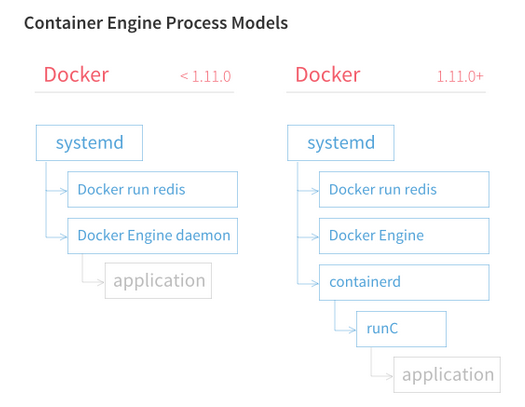 Container Engine Process Models
Docker < 1.11.0
systemd
Docker run redis
Docker Engine daemon
application
Docker 1.11.0+
systemd
Docker run redis
Docker Engine
containerd
runC
application